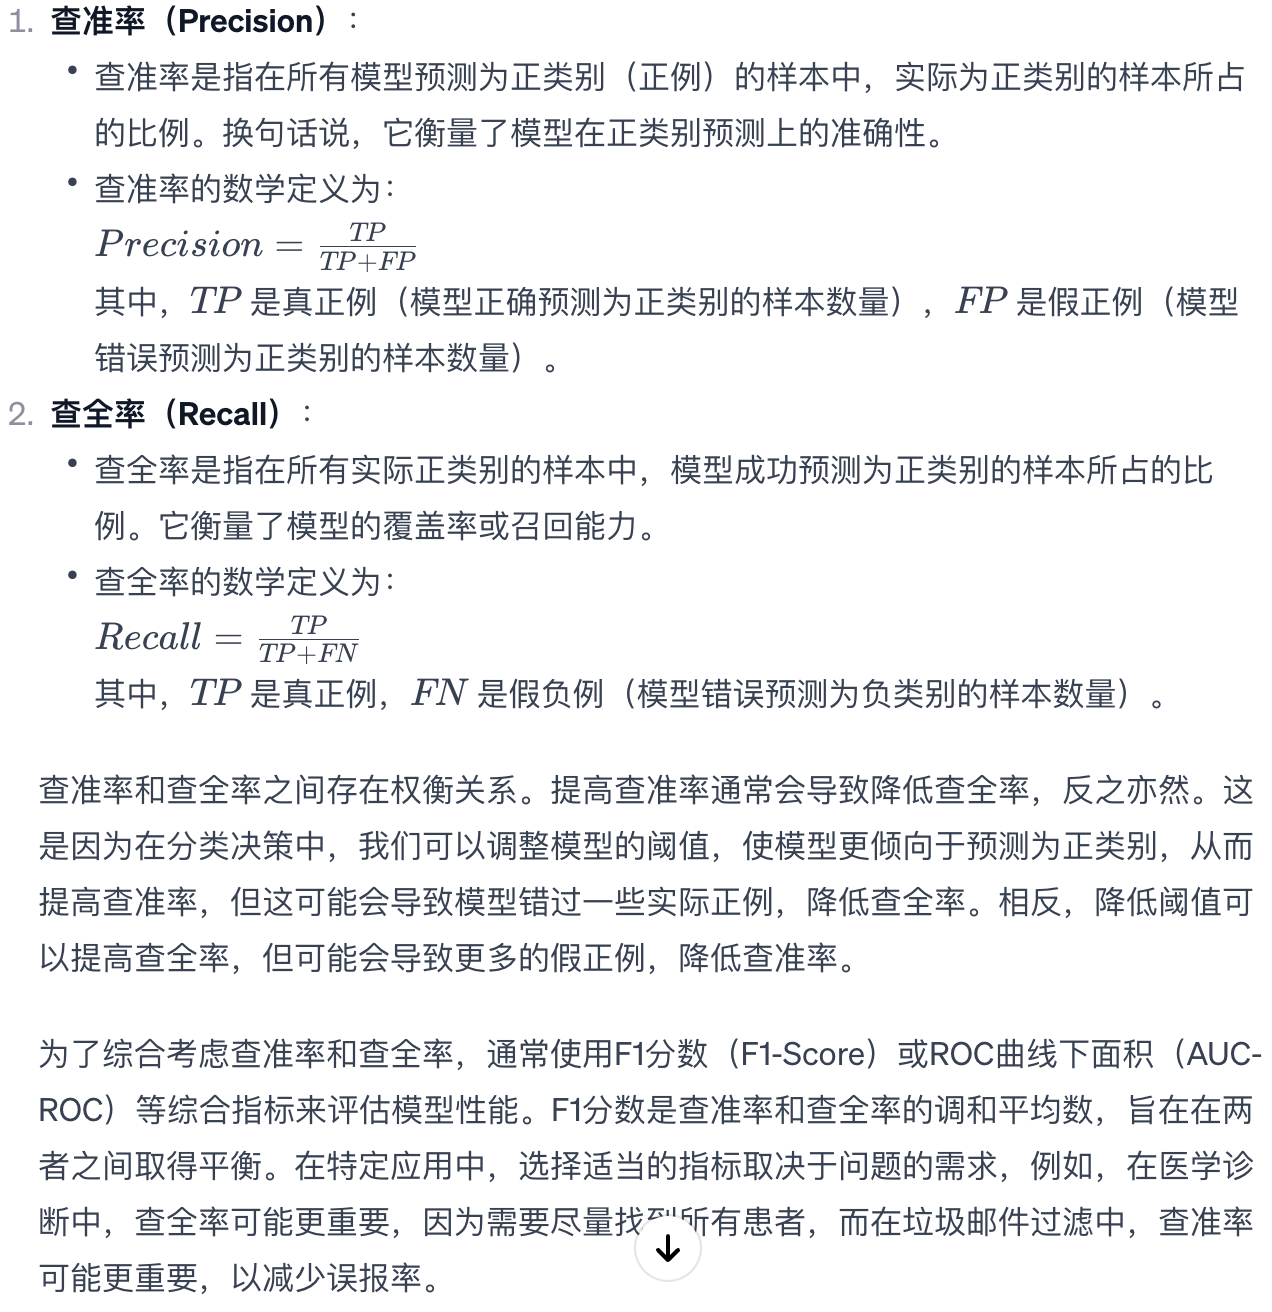 1. 查准率（Precision）：
• 查准率是指在所有模型预测为正类别（正例）的样本中，实际为正类别的样本所占
的比例。换句话说，它衡量了模型在正类别预测上的准确性。
• 查准率的数学定义为：
Precision = TP / (TP+FP)
其中，TP 是真正例（模型正确预测为正类别的样本数量），FP 是假正例（模型
错误预测为正类别的样本数量）。
2. 查全率（Recall）：
• 查全率是指在所有实际正类别的样本中，模型成功预测为正类别的样本所占的比
例。它衡量了模型的覆盖率或召回能力。
• 查全率的数学定义为：
Recall = TP / (TP+FN)
其中，TP 是真正例，FN 是假负例（模型错误预测为负类别的样本数量）。
查准率和查全率之间存在权衡关系。提高查准率通常会导致降低查全率，反之亦然。这
是因为在分类决策中，我们可以调整模型的阈值，使模型更倾向于预测为正类别，从而
提高查准率，但这可能会导致模型错过一些实际正例，降低查全率。相反，降低阈值可
以提高查全率，但可能会导致更多的假正例，降低查准率。
为了综合考虑查准率和查全率，通常使用F1分数（F1-Score）或ROC曲线下面积（AUC-
ROC）等综合指标来评估模型性能。F1分数是查准率和查全率的调和平均数，旨在在两
者之间取得平衡。在特定应用中，选择适当的指标取决于问题的需求，例如，在医学诊
断中，查全率可能更重要，因为需要尽量找到所有患者，而在垃圾邮件过滤中，查准率
可能更重要，以减少误报率。